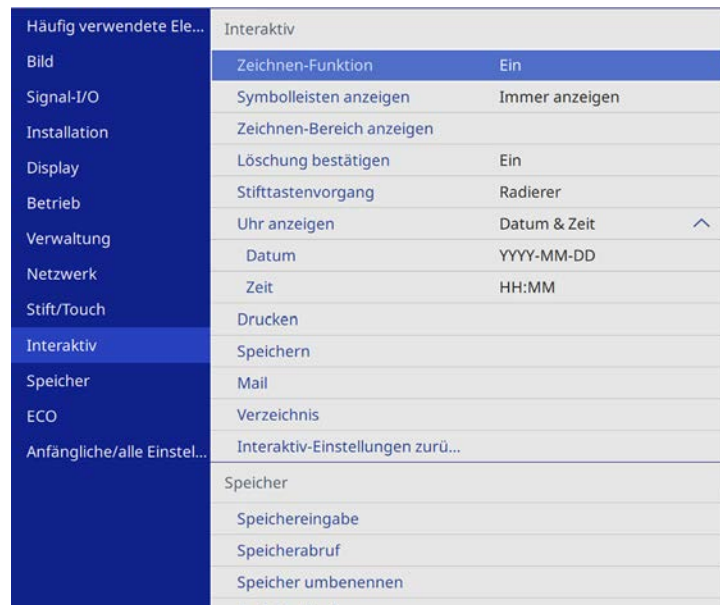 Häufig verwendete Ele...
Bild
Signal-I/O
Installation
Display
Betrieb
Verwaltung
Netzwerk
Stift/Touch
Interaktiv
Speicher
ECO
Anfängliche/alle Einstel...
Interaktiv
Zeichnen-Funktion Ein
Symbolleisten anzeigen Immer anzeigen
Zeichnen-Bereich anzeigen
Löschung bestätigen Ein
Stifttastenvorgang Radierer
Uhr anzeigen Datum & Zeit
Datum YYYY-MM-DD
Zeit HH:MM
Drucken
Speichern
Mail
Verzeichnis
Interaktiv-Einstellungen zurü...
Speicher
Speichereingabe
Speicherabruf
Speicher umbenennen